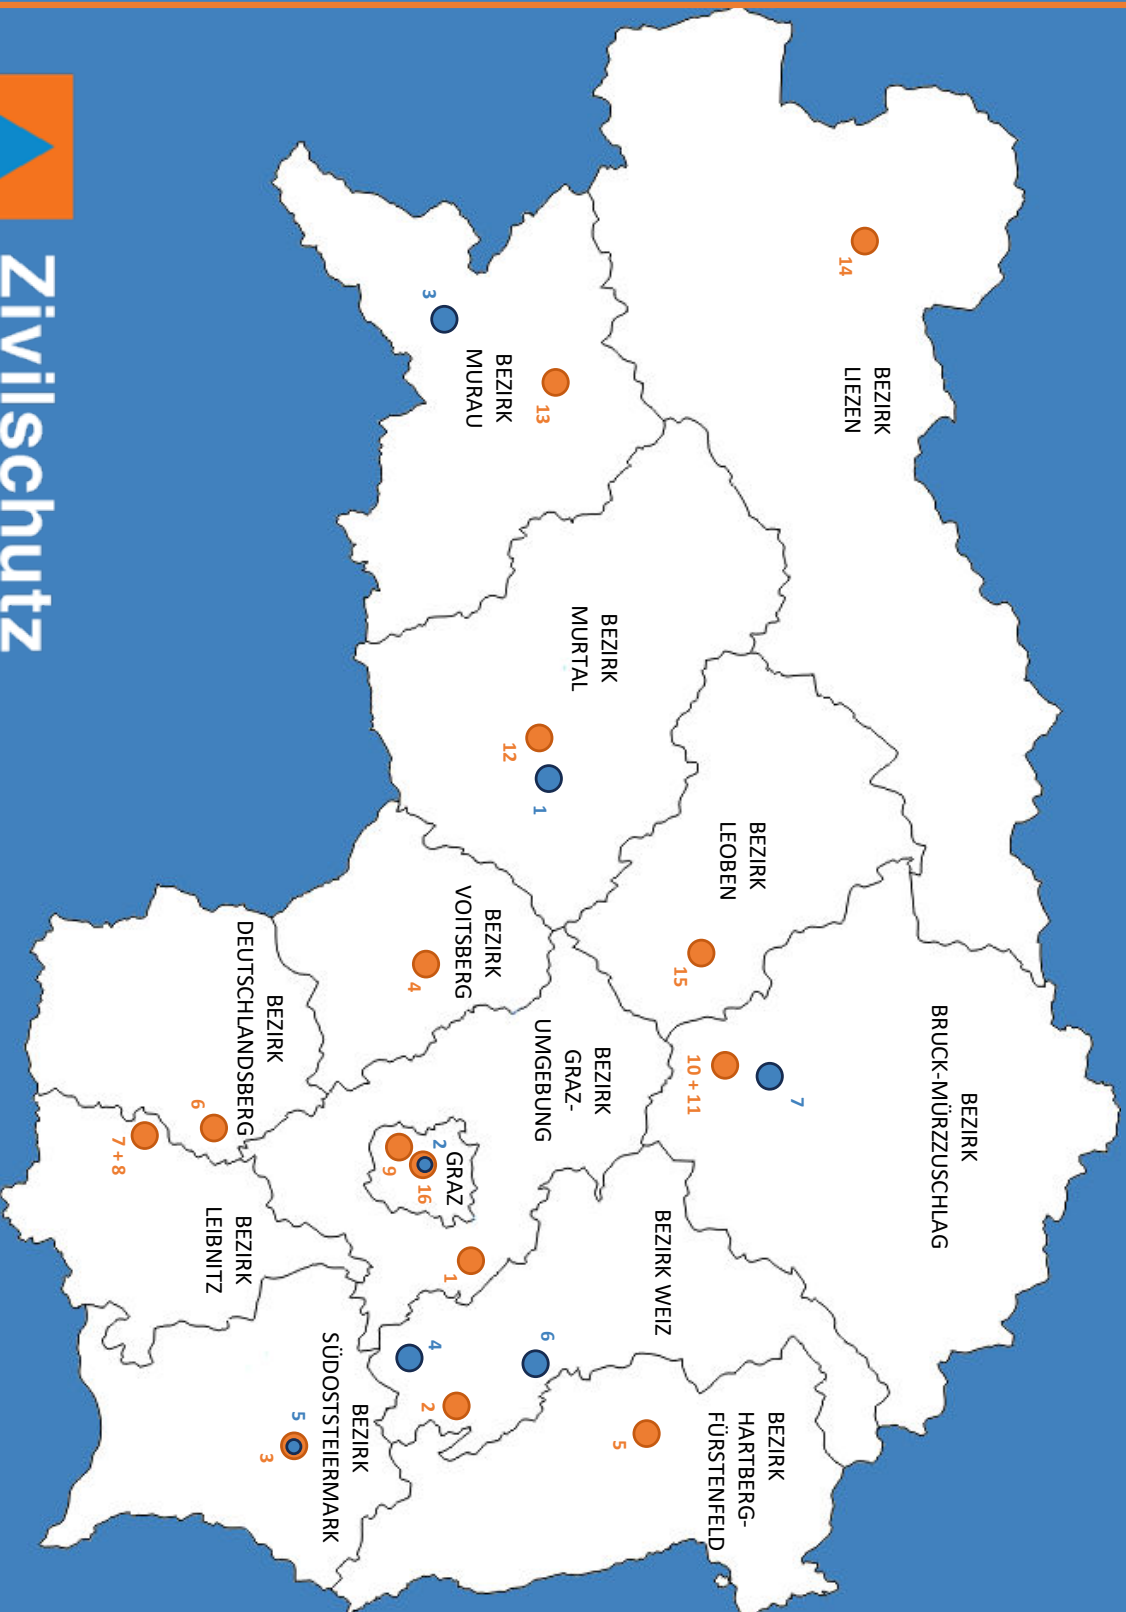 14
BEZIRK
LIEZEN
3
BEZIRK
MURAU
13
BEZIRK
MURTAL
12
1
BEZIRK
LEOBEN
15
BEZIRK
BRUCK-MÜRZZUSCHLAG
7
10 + 11
BEZIRK
VOITSBERG
4
BEZIRK
GRAZ-
UMGEBUNG
GRAZ
2
16
9
1
BEZIRK
DEUTSCHLANDSBERG
6
7 + 8
BEZIRK
LEIBNITZ
BEZIRK WEIZ
6
4
2
BEZIRK
HARTBERG-
FÜRSTENFELD
5
BEZIRK
SÜDOSTSTEIERMARK
5
3
Zivilschutz